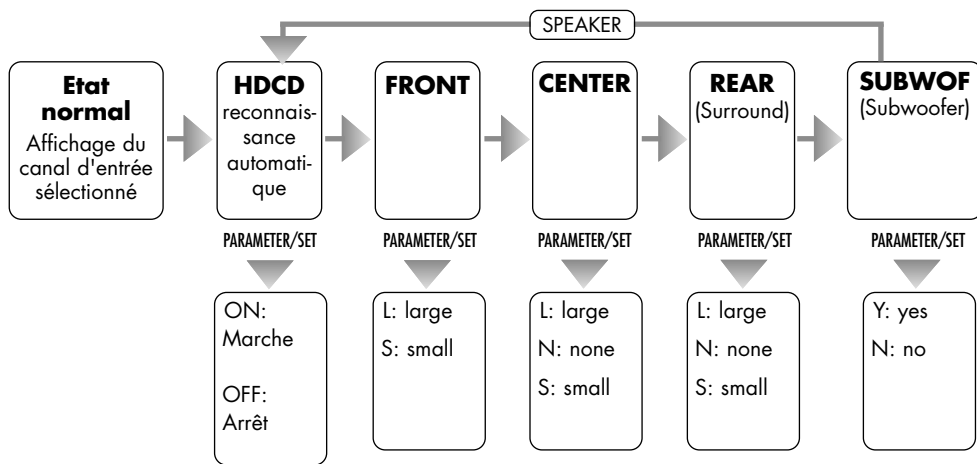 SPEAKER
Etat
normal
Affichage du
canal d'entrée
sélectionné
HDCD
reconnais-
sance
automati-
que
FRONT
CENTER
REAR
(Surround)
SUBWOF
(Subwoofer)
PARAMETER/SET
PARAMETER/SET
PARAMETER/SET
PARAMETER/SET
PARAMETER/SET
ON:
Marche
OFF:
Arrêt
L: large
S: small
L: large
N: none
S: small
L: large
N: none
S: small
Y: yes
N: no